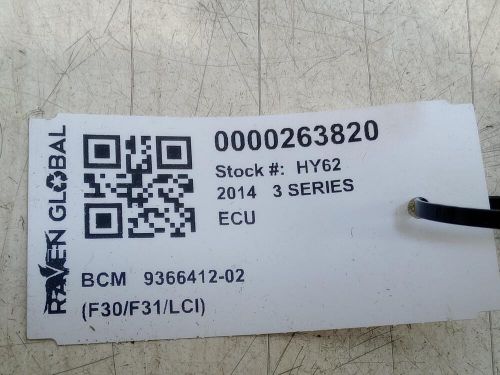 RAVEN GLOBAL
0000263820
Stock #: HY62
2014 3 SERIES
ECU
BCM 9366412-02
(F30/F31/LCI)